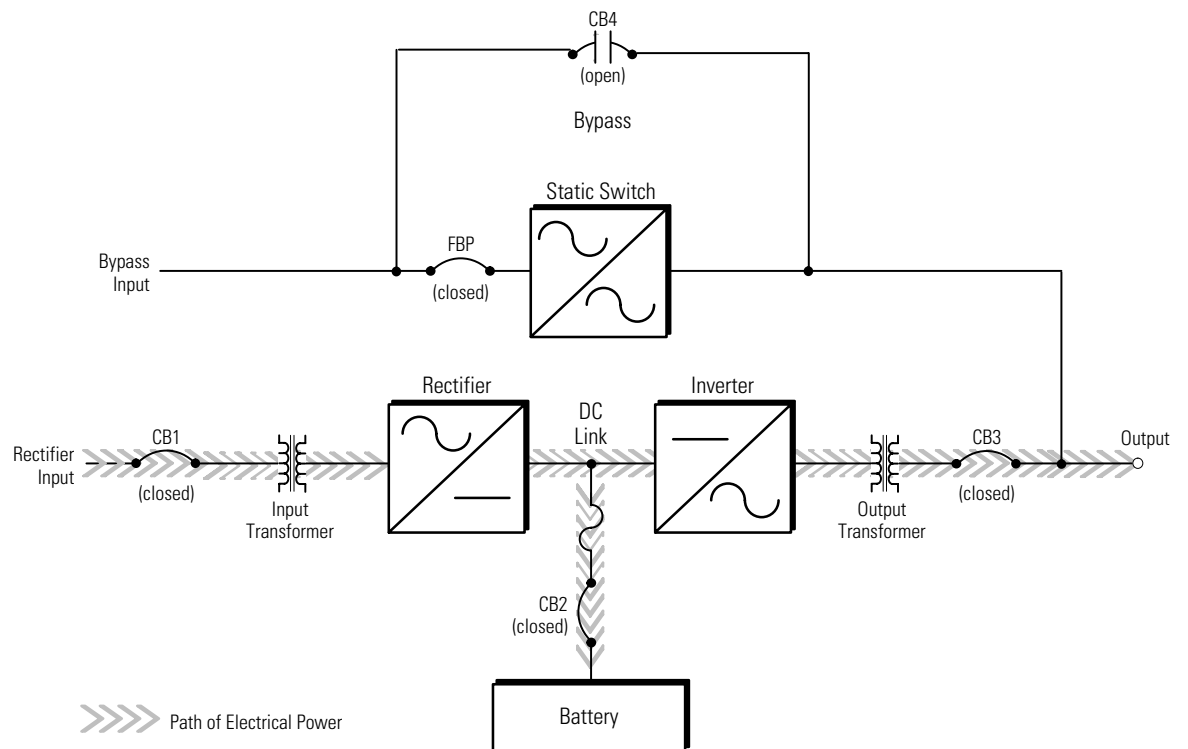 CB4
(open)
Bypass
Static Switch
FBP
(closed)
Bypass
Input
Rectifier
Inverter
DC
Link
CB1
(closed)
Rectifier
Input
Input
Transformer
Output
Transformer
CB3
(closed)
Output
CB2
(closed)
Battery
Path of Electrical Power